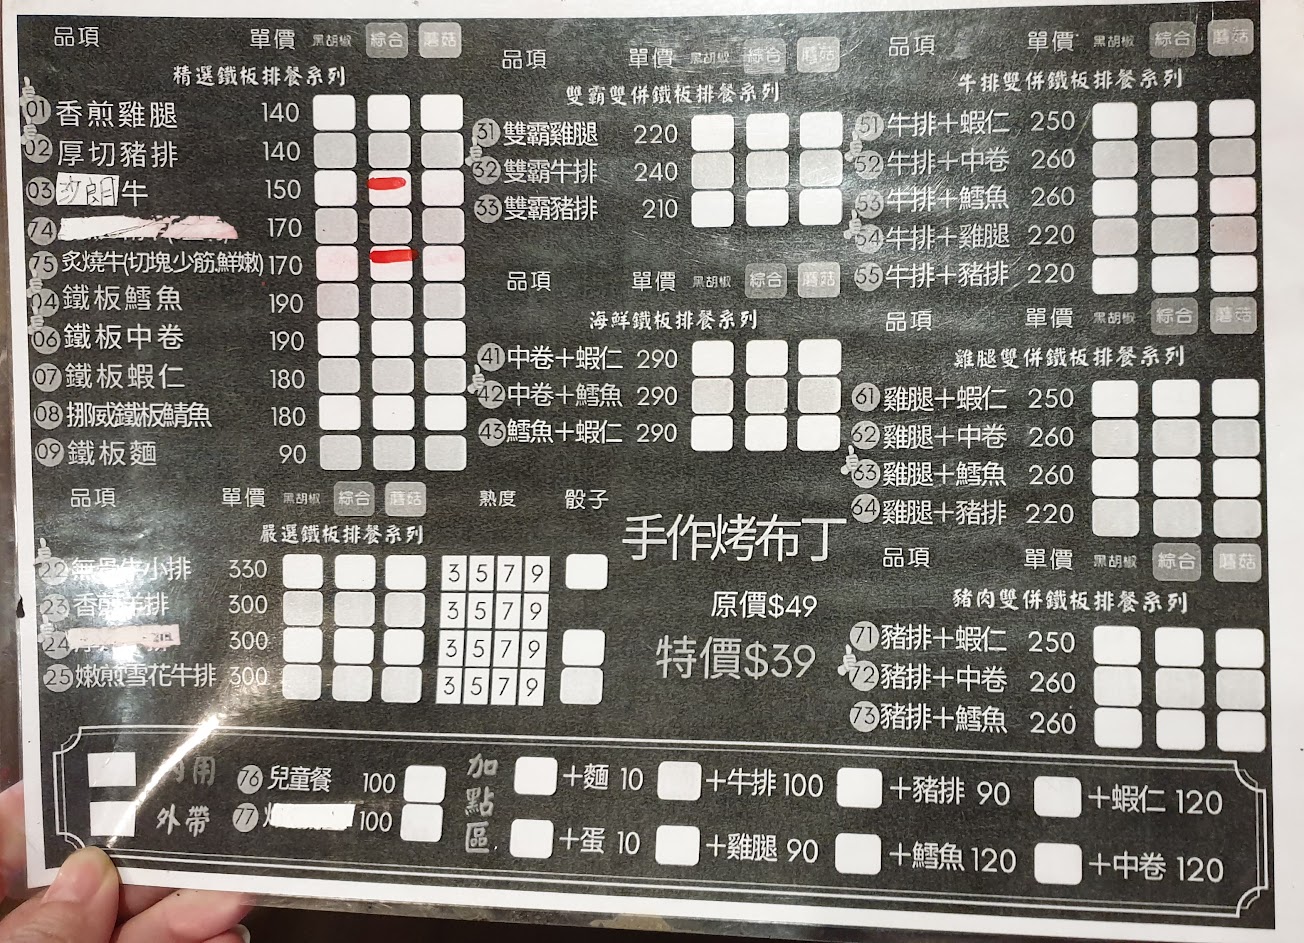 品項 單價 黑胡椒 綜合 蘑菇
精選鐵板排餐系列
01 香煎雞腿 140
02 厚切豬排 140
03 沙朗牛 150
74 170
75 炙燒牛(切塊,少筋,鮮嫩) 170
04 鐵板鱈魚 190
06 鐵板中卷 190
07 鐵板蝦仁 180
08 挪威鐵板鯖魚 180
09 鐵板麵 90
品項 單價 黑胡椒 綜合 蘑菇 熟度 骰子
嚴選鐵板排餐系列
22 無骨牛小排 330 3 5 7 9
23 香煎羊排 300 3 5 7 9
24 300 3 5 7 9
25 嫩煎雪花牛排 300 3 5 7 9
品項 單價 黑胡椒 綜合 蘑菇
雙霸雙併鐵板排餐系列
31 雙霸雞腿 220
32 雙霸牛排 240
33 雙霸豬排 210
品項 單價 黑胡椒 綜合 蘑菇
海鮮鐵板排餐系列
41 中卷+蝦仁 290
42 中卷+鱈魚 290
43 鱈魚+蝦仁 290
手作烤布丁
原價$49
特價$39
品項 單價 黑胡椒 綜合 蘑菇
牛排雙併鐵板排餐系列
51 牛排+蝦仁 250
52 牛排+中卷 260
53 牛排+鱈魚 260
54 牛排+雞腿 220
55 牛排+豬排 220
品項 單價 黑胡椒 綜合 蘑菇
雞腿雙併鐵板排餐系列
61 雞腿+蝦仁 250
62 雞腿+中卷 260
63 雞腿+鱈魚 260
64 雞腿+豬排 220
品項 單價 黑胡椒 綜合 蘑菇
豬肉雙併鐵板排餐系列
71 豬排+蝦仁 250
72 豬排+中卷 260
73 豬排+鱈魚 260
內用
外帶
76 兒童餐 100
77 100
加點區
+麵 10 +牛排 100 +豬排 90 +蝦仁 120
+蛋 10 +雞腿 90 +鱈魚 120 +中卷 120